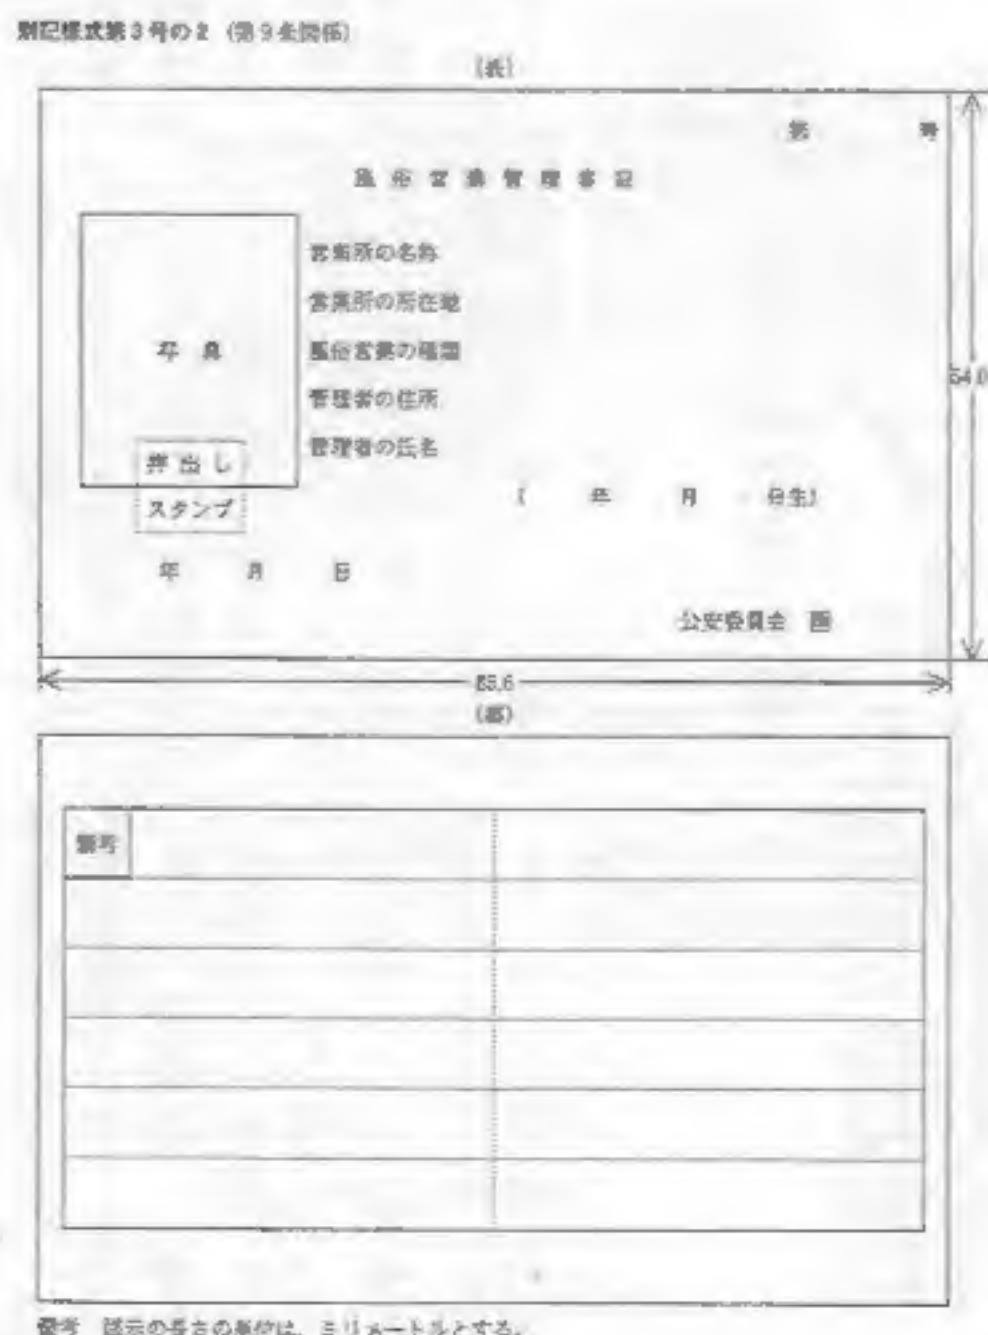 別記様式第3号の2（第9条関係）
（表）
第　　　号
風俗営業管理者証
営業所の名称
営業所の所在地
写真
風俗営業の種類
管理者の住所
管理者の氏名
押出し
スタンプ
（　年　月　日生）
年　月　日
公安委員会　印
54.0
85.6
（裏）
備考
備考　図示の長さの単位は、ミリメートルとする。